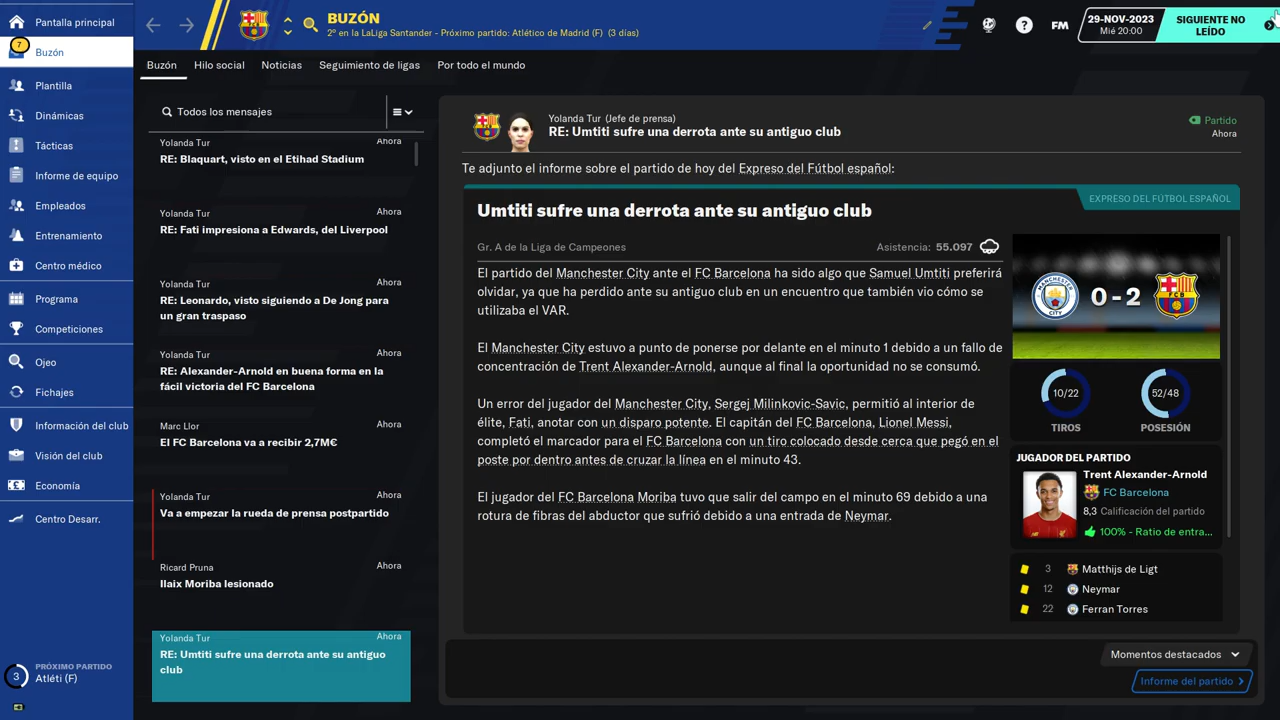 Pantalla principal
7
Buzón
Plantilla
Dinámicas
Tácticas
Informe de equipo
Empleados
Entrenamiento
Centro médico
Programa
Competiciones
Ojeo
Fichajes
Información del club
Visión del club
Economía
Centro Desarr.
3
PRÓXIMO PARTIDO
Atléti (F)
BUZÓN
2º en la LaLiga Santander - Próximo partido: Atlético de Madrid (F) (3 días)
FM
29-NOV-2023
Mié 20:00
SIGUIENTE NO
LEÍDO
Buzón
Noticias
Hilo social
Seguimiento de ligas
Por todo el mundo
Todos los mensajes
Yolanda Tur
Ahora
RE: Blaquart, visto en el Etihad Stadium
Yolanda Tur
Ahora
RE: Fati impresiona a Edwards, del Liverpool
Yolanda Tur
Ahora
RE: Leonardo, visto siguiendo a De Jong para
un gran traspaso
Yolanda Tur
Ahora
RE: Alexander-Arnold en buena forma en la
fácil victoria del FC Barcelona
Marc Llor
Ahora
El FC Barcelona va a recibir 2,7M€
Yolanda Tur
Ahora
Va a empezar la rueda de prensa postpartido
Ricard Pruna
Ahora
Ilaix Moriba lesionado
Yolanda Tur
Ahora
RE: Umtiti sufre una derrota ante su antiguo
club
Yolanda Tur (Jefe de prensa)
RE: Umtiti sufre una derrota ante su antiguo club
Partido
Ahora
Te adjunto el informe sobre el partido de hoy del Expreso del Fútbol español:
EXPRESO DEL FÚTBOL ESPAÑOL
Umtiti sufre una derrota ante su antiguo club
Gr. A de la Liga de Campeones
Asistencia: 55.097
El partido del Manchester City ante el FC Barcelona ha sido algo que Samuel Umtiti preferirá
olvidar, ya que ha perdido ante su antiguo club en un encuentro que también vio cómo se
utilizaba el VAR.
El Manchester City estuvo a punto de ponerse por delante en el minuto 1 debido a un fallo de
concentración de Trent Alexander-Arnold, aunque al final la oportunidad no se consumó.
Un error del jugador del Manchester City, Sergej Milinkovic-Savic, permitió al interior de
élite, Fati, anotar con un disparo potente. El capitán del FC Barcelona, Lionel Messi,
completó el marcador para el FC Barcelona con un tiro colocado desde cerca que pegó en el
poste por dentro antes de cruzar la línea en el minuto 43.
El jugador del FC Barcelona Moriba tuvo que salir del campo en el minuto 69 debido a una
rotura de fibras del abductor que sufrió debido a una entrada de Neymar.
MANCHESTER CITY
0 - 2
FCB
10/22
TIROS
52/48
POSESIÓN
JUGADOR DEL PARTIDO
Trent Alexander-Arnold
FC Barcelona
8,3 Calificación del partido
100% - Ratio de entra...
3 Matthijs de Ligt
12 Neymar
22 Ferran Torres
Momentos destacados
Informe del partido